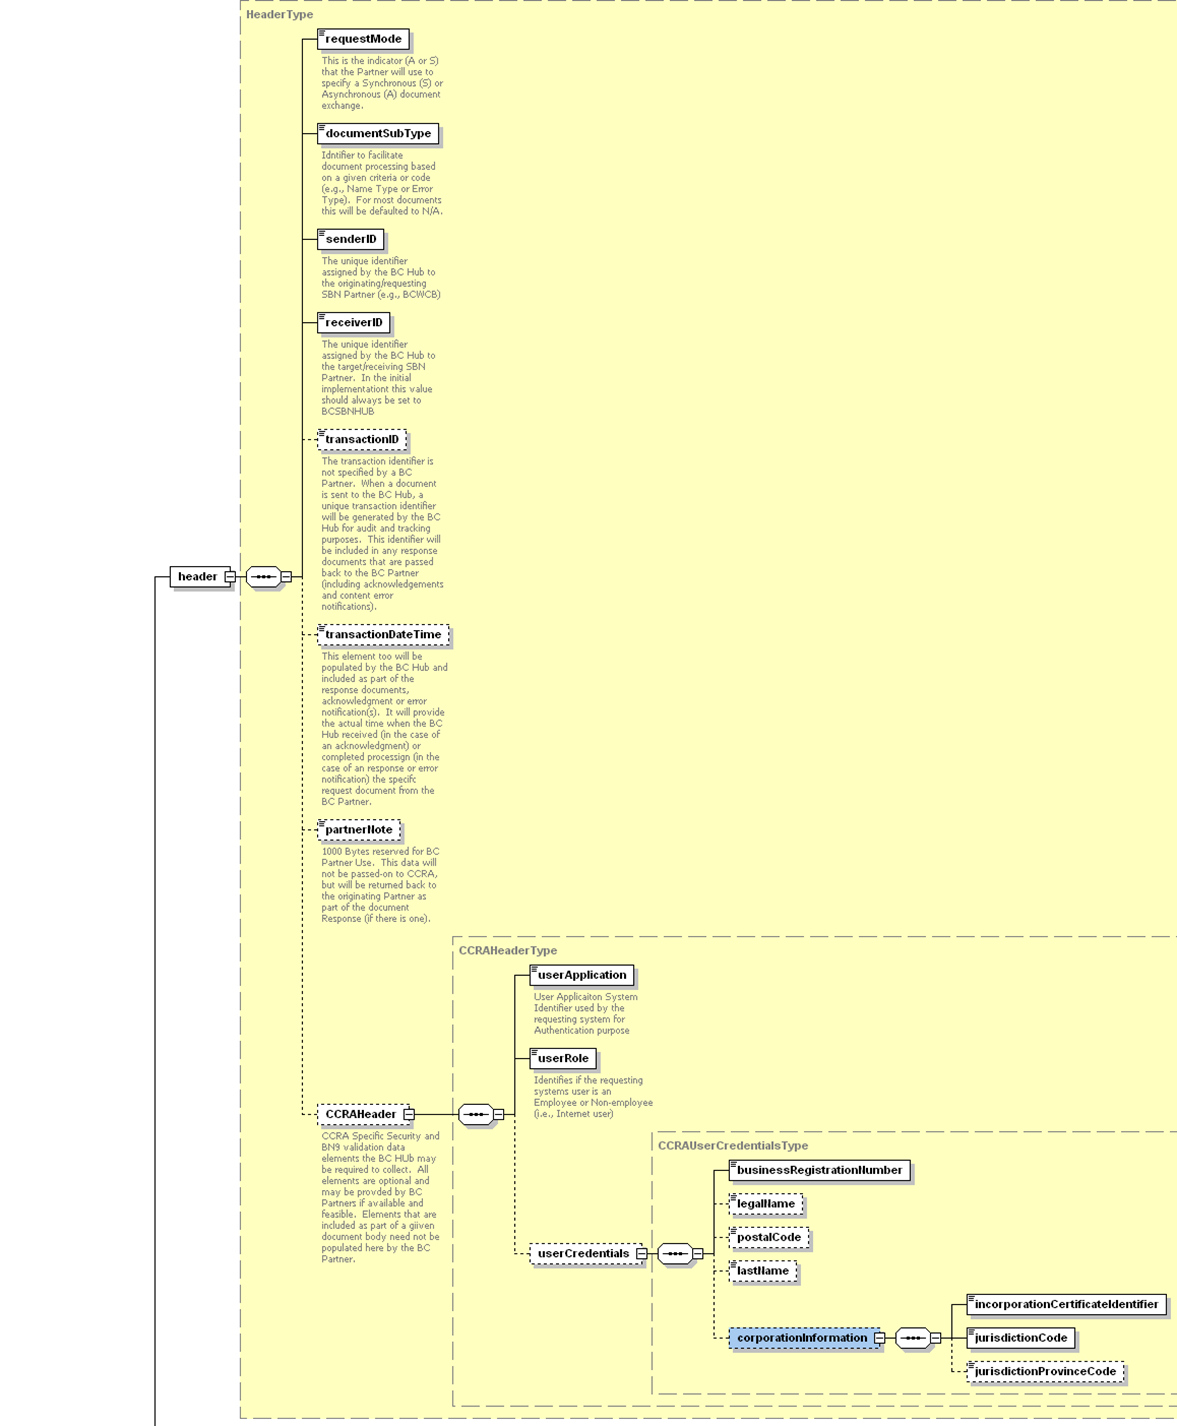 HeaderType
requestMode
This is the indicator (A or S)
that the Partner will use to
specify a Synchronous (S) or
Asynchronous (A) document
exchange.
documentSubType
Idntifier to facilitate
document processing based
on a given criteria or code
(e.g., Name Type or Error
Type).  For most documents
this will be defaulted to N/A.
senderID
The unique identifier
assigned by the BC Hub to
the originating/requesting
SBN Partner (e.g., BCWCB)
receiverID
The unique identifier
assigned by the BC Hub to
the target/receiving SBN
Partner.  In the initial
implementationt this value
should always be set to
BCSBNHUB
transactionID
The transaction identifier is
not specified by a BC
Partner.  When a document
is sent to the BC Hub, a
unique transaction identifier
will be generated by the BC
Hub for audit and tracking
purposes.  This identifier will
be included in any response
documents that are passed
back to the BC Partner
(including acknowledgements
and content error
notifications).
header
transactionDateTime
This element too will be
populated by the BC Hub and
included as part of the
response documents,
acknowledgment or error
notification(s).  It will provide
the actual time when the BC
Hub received (in the case of
an acknowledgment) or
completed processign (in the
case of an response or error
notification) the specifc
request document from the
BC Partner.
partnerNote
1000 Bytes reserved for BC
Partner Use.  This data will
not be passed-on to CCRA,
but will be returned back to
the originating Partner as
part of the document
Response (if there is one).
CCRAHeaderType
userApplication
User Applicaiton System
Identifier used by the
requesting system for
Authentication purpose
userRole
Identifies if the requesting
systems user is an
Employee or Non-employee
(i.e., Internet user)
CCRAHeader
CCRA Specific Security and
BN9 validation data
elements the BC HUb may
be required to collect.  All
elements are optional and
may be provded by BC
Partners if available and
feasible.  Elements that are
included as part of a giiven
document body need not be
populated here by the BC
Partner.
CCRAUserCredentialsType
businessRegistrationNumber
legalName
postalCode
userCredentials
lastName
incorporationCertificateIdentifier
corporationInformation
jurisdictionCode
jurisdictionProvinceCode